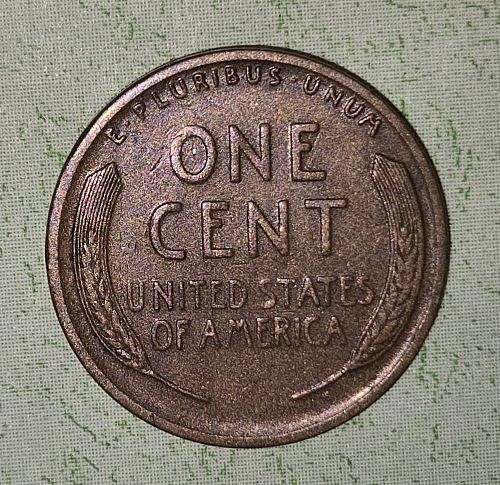 E·PLURIBUS·UNUM
ONE
CENT
UNITED STATES
OF AMERICA